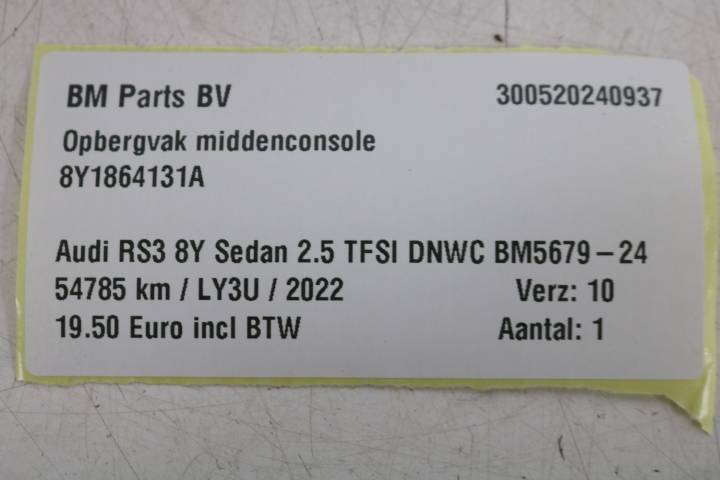 BM Parts BV 300520240937
Opbergvak middenconsole
8Y1864131A
Audi RS3 8Y Sedan 2.5 TFSI DNWC BM5679-24
54785 km / LY3U / 2022 Verz: 10
19.50 Euro incl BTW Aantal: 1